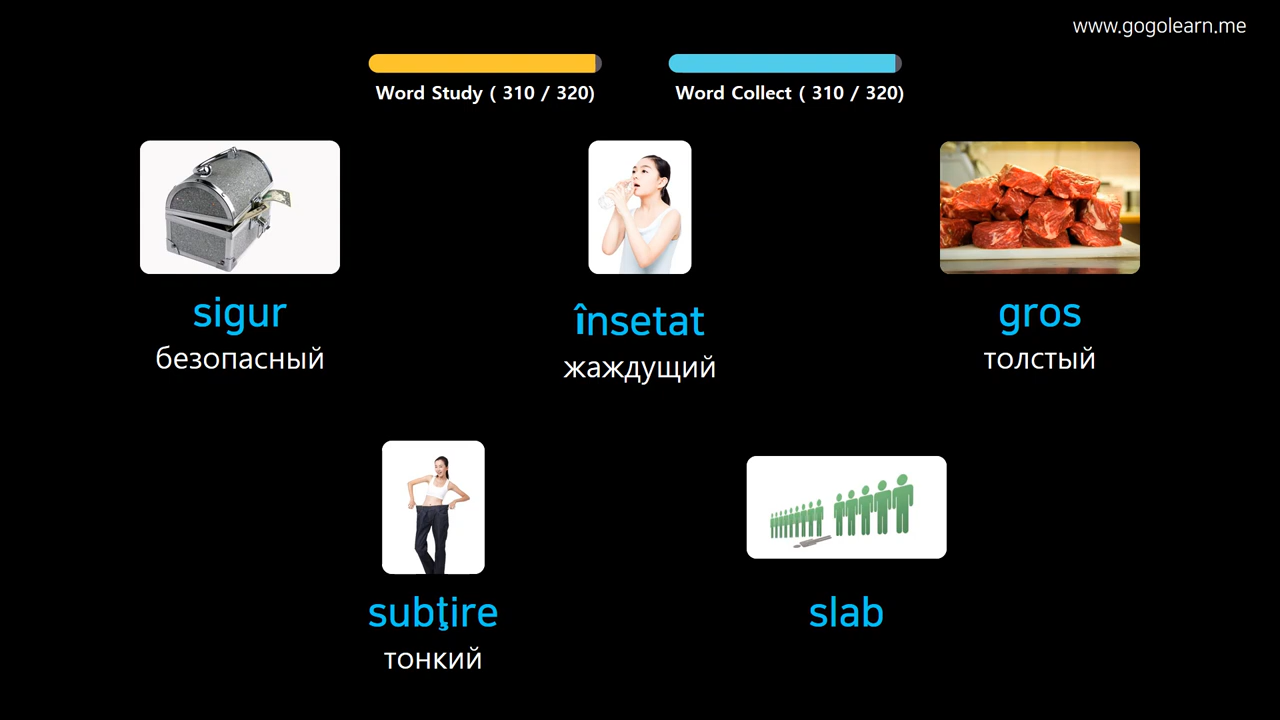 www.gogolearn.me
Word Study ( 310 / 320)
Word Collect ( 310 / 320)
sigur
безопасный
însetat
жаждущий
gros
толстый
subţire
тонкий
slab